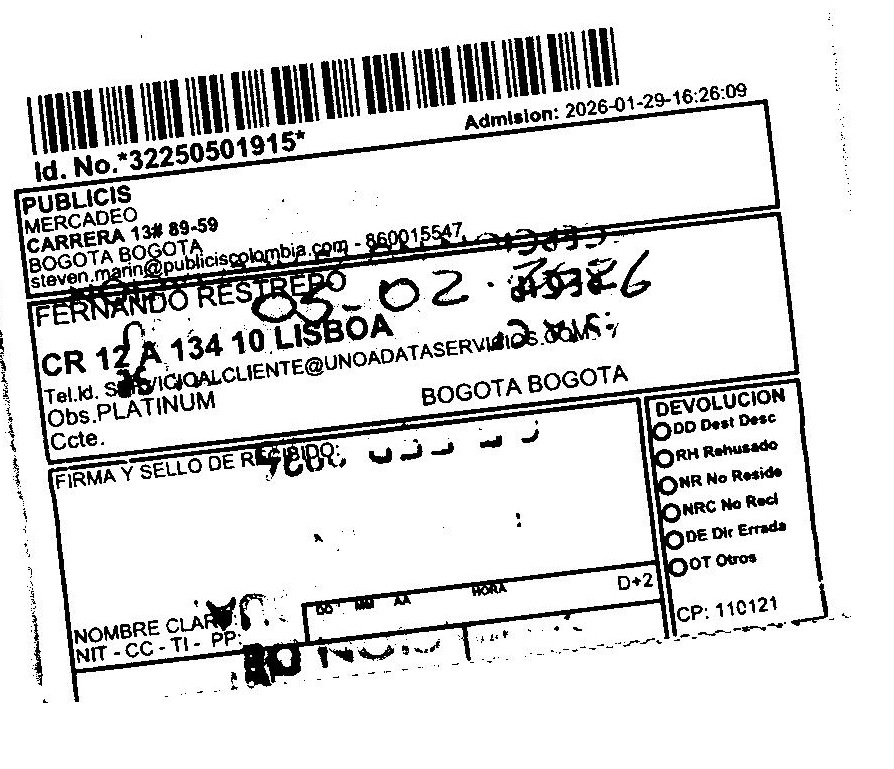 Id. No.*32250501915*
Admision: 2026-01-29-16:26:09
PUBLICIS
MERCADEO
CARRERA 13# 89-59
BOGOTA BOGOTA
steven.marin@publiciscolombia.com - 860015547
FERNANDO RESTREPO
03-02-2026
CR 12 A 134 10 LISBOA
Tel.Id. SERVICIOALCLIENTE@UNOADATASERVICIOS.COM
Obs.PLATINUM
BOGOTA BOGOTA
Ccte.
FIRMA Y SELLO DE RECIBIDO:
DEVOLUCION
DD Dest Desc
RH Rehusado
NR No Reside
NRC No Recl
DE Dir Errada
OT Otros
CP: 110121
DD MM AA HORA D+2
NOMBRE CLARO
NIT - CC - TI - PP: